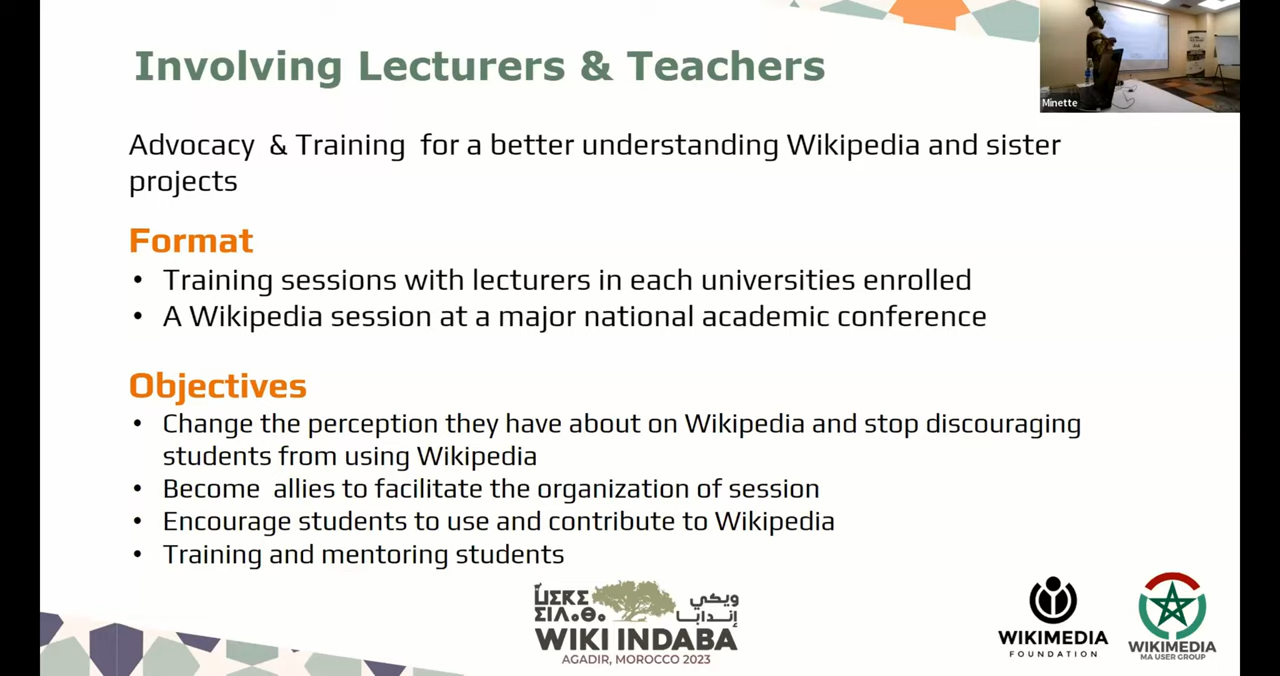 Involving Lecturers & Teachers
Minette
Advocacy & Training for a better understanding Wikipedia and sister
projects
Format
• Training sessions with lecturers in each universities enrolled
• A Wikipedia session at a major national academic conference
Objectives
• Change the perception they have about on Wikipedia and stop discouraging
students from using Wikipedia
• Become allies to facilitate the organization of session
• Encourage students to use and contribute to Wikipedia
• Training and mentoring students
ⵡⵉⴽⵉ
ⵉⵏⴷⴰⴱⴰ
ويكي
إندابا
WIKI INDABA
AGADIR, MOROCCO 2023
WIKIMEDIA
FOUNDATION
WIKIMEDIA
MA USER GROUP